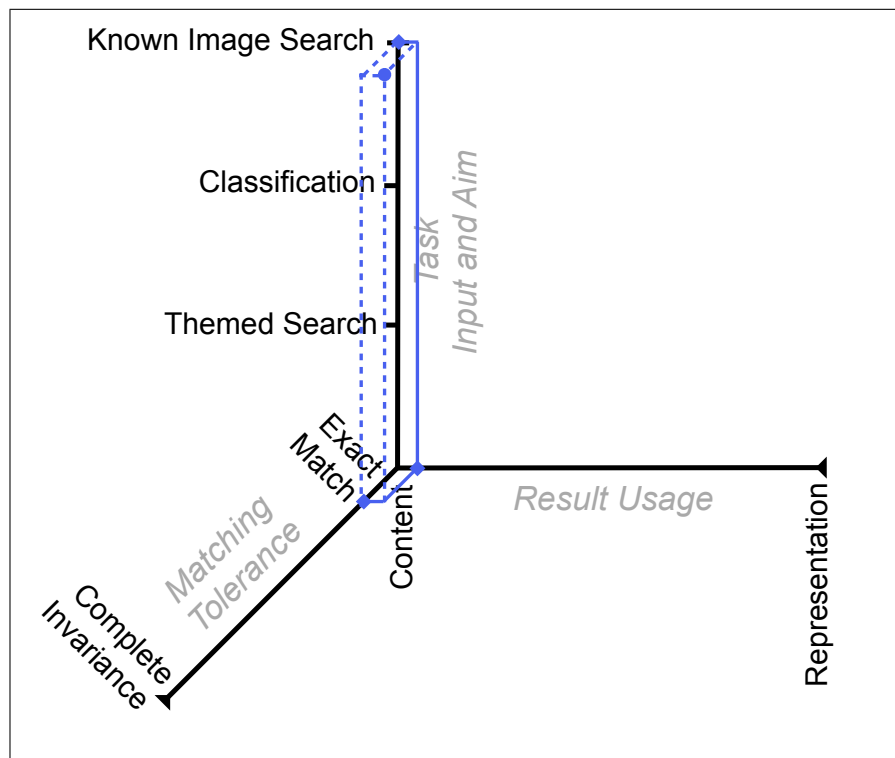 Known Image Search
Classification
Task
Input and Aim
Themed Search
Exact
Match
Matching
Tolerance
Content
Result Usage
Representation
Complete
Invariance